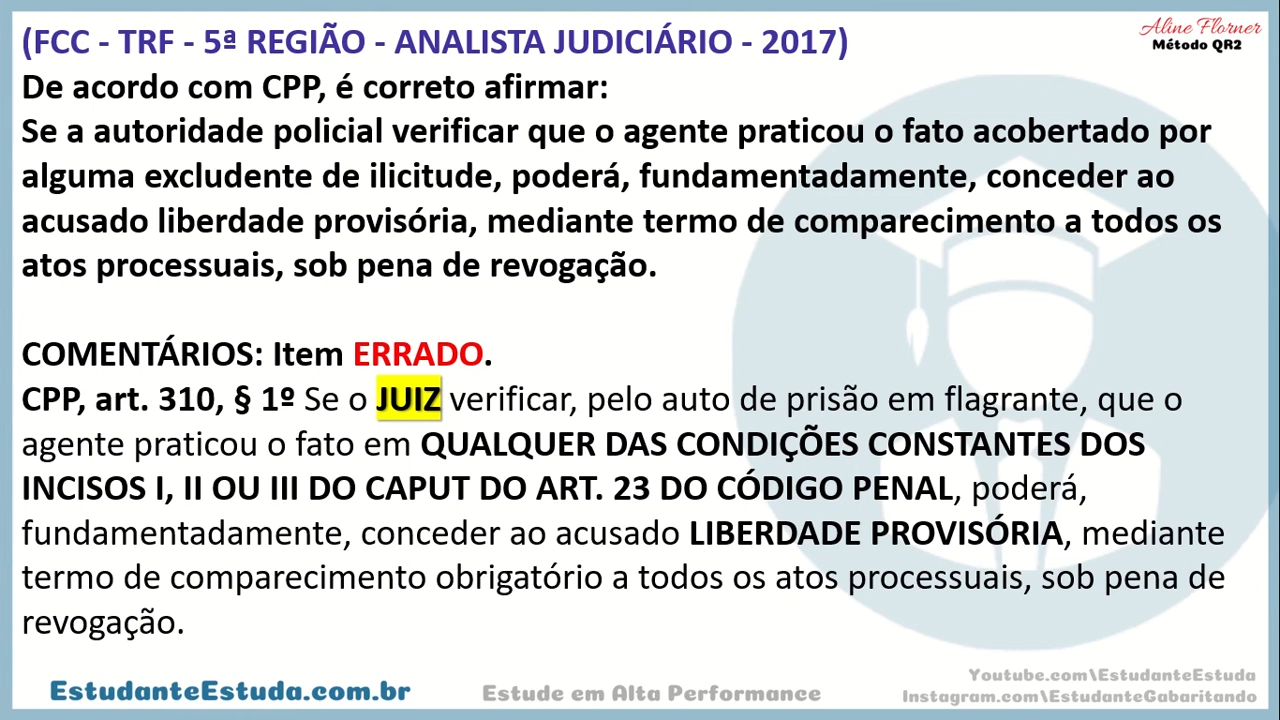 Aline Florner
Método QR2
(FCC - TRF - 5ª REGIÃO - ANALISTA JUDICIÁRIO - 2017)
De acordo com CPP, é correto afirmar:
Se a autoridade policial verificar que o agente praticou o fato acobertado por
alguma excludente de ilicitude, poderá, fundamentadamente, conceder ao
acusado liberdade provisória, mediante termo de comparecimento a todos os
atos processuais, sob pena de revogação.
COMENTÁRIOS: Item ERRADO.
CPP, art. 310, § 1º Se o JUIZ verificar, pelo auto de prisão em flagrante, que o
agente praticou o fato em QUALQUER DAS CONDIÇÕES CONSTANTES DOS
INCISOS I, II OU III DO CAPUT DO ART. 23 DO CÓDIGO PENAL, poderá,
fundamentadamente, conceder ao acusado LIBERDADE PROVISÓRIA, mediante
termo de comparecimento obrigatório a todos os atos processuais, sob pena de
revogação.
EstudanteEstuda.com.br
Estude em Alta Performance
Youtube.com\EstudanteEstuda
Instagram.com\EstudanteGabaritando